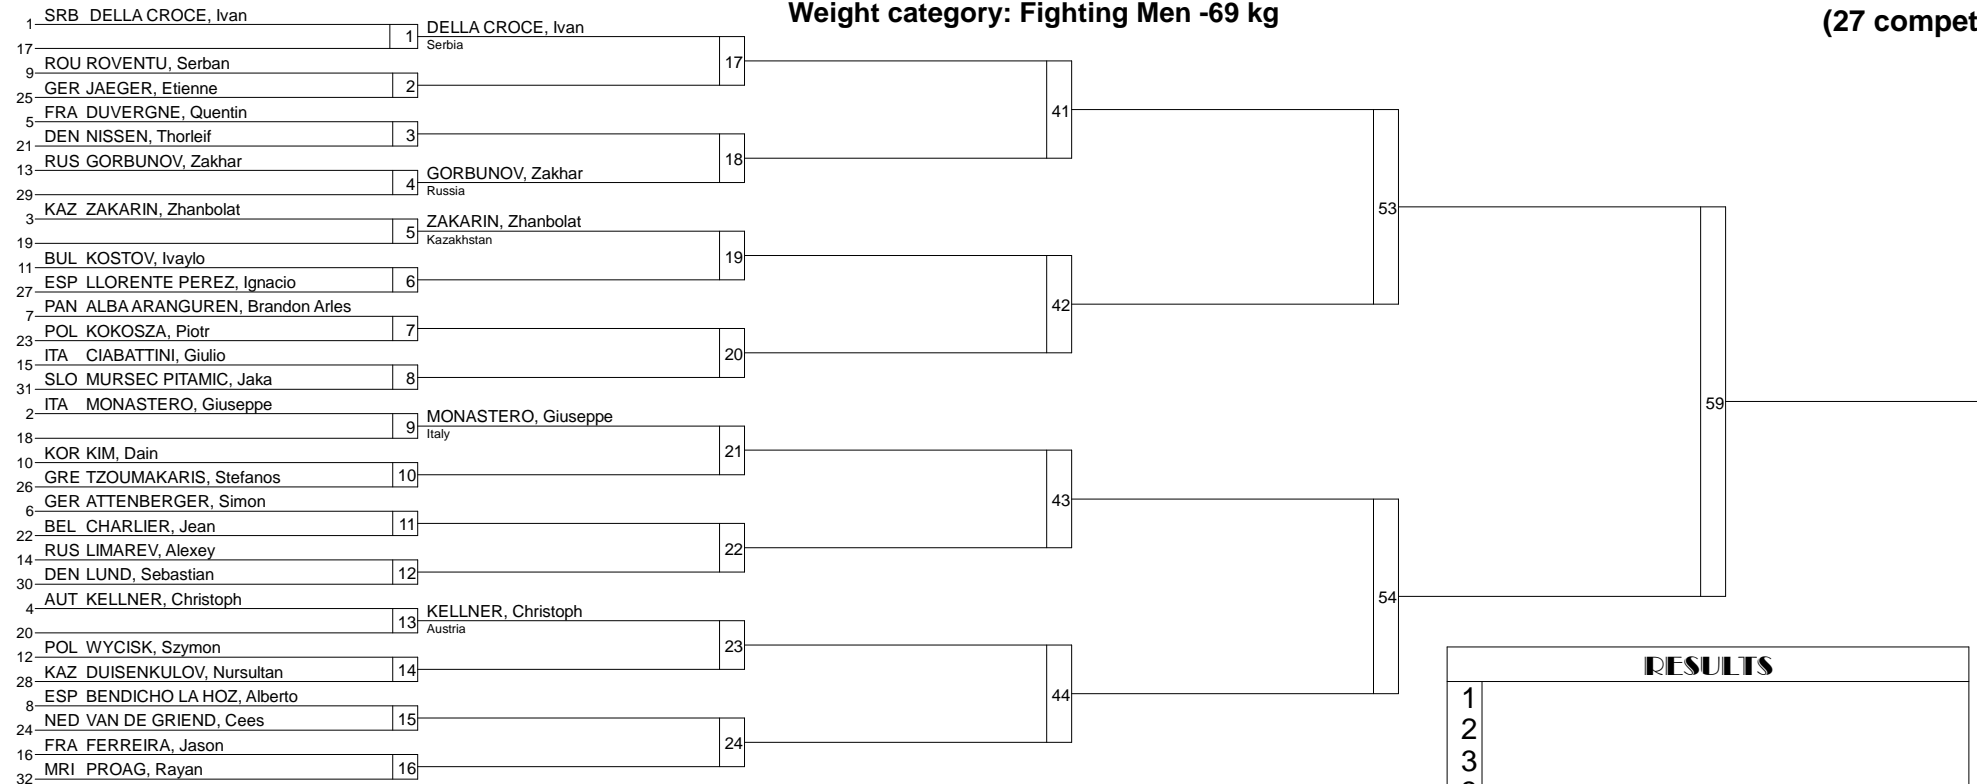 Weight category: Fighting Men -69 kg
(27 compet
1 SRB DELLA CROCE, Ivan
17
1 DELLA CROCE, Ivan
Serbia
9 ROU ROVENTU, Serban
25 GER JAEGER, Etienne
2
17
5 FRA DUVERGNE, Quentin
21 DEN NISSEN, Thorleif
3
13 RUS GORBUNOV, Zakhar
29
4 GORBUNOV, Zakhar
Russia
18
41
3 KAZ ZAKARIN, Zhanbolat
19
5 ZAKARIN, Zhanbolat
Kazakhstan
11 BUL KOSTOV, Ivaylo
27 ESP LLORENTE PEREZ, Ignacio
6
19
7 PAN ALBA ARANGUREN, Brandon Arles
23 POL KOKOSZA, Piotr
7
15 ITA CIABATTINI, Giulio
31 SLO MURSEC PITAMIC, Jaka
8
20
42
53
2 ITA MONASTERO, Giuseppe
18
9 MONASTERO, Giuseppe
Italy
10 KOR KIM, Dain
26 GRE TZOUMAKARIS, Stefanos
10
21
6 GER ATTENBERGER, Simon
22 BEL CHARLIER, Jean
11
14 RUS LIMAREV, Alexey
30 DEN LUND, Sebastian
12
22
43
4 AUT KELLNER, Christoph
20
13 KELLNER, Christoph
Austria
12 POL WYCISK, Szymon
28 KAZ DUISENKULOV, Nursultan
14
23
8 ESP BENDICHO LA HOZ, Alberto
24 NED VAN DE GRIEND, Cees
15
16 FRA FERREIRA, Jason
32 MRI PROAG, Rayan
16
24
44
54
59
RESULTS
1
2
3